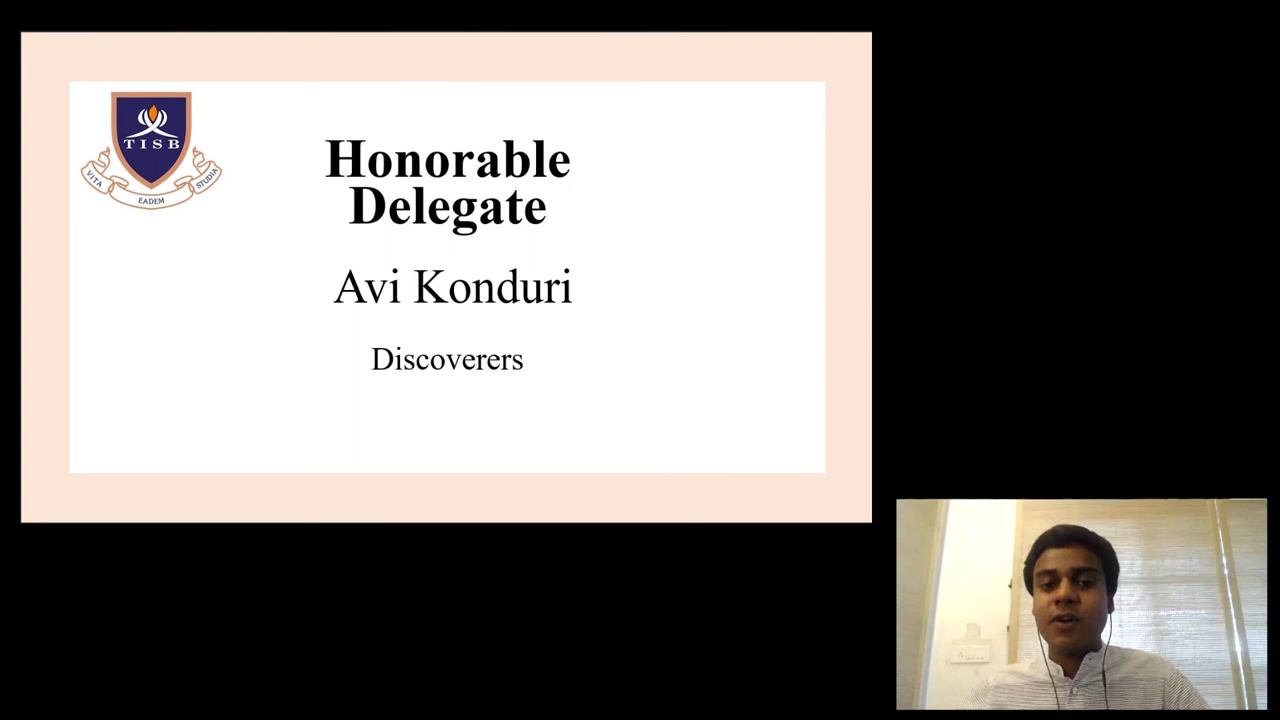 TISB
VITA
EADEM
STUDIA
Honorable
Delegate
Avi Konduri
Discoverers